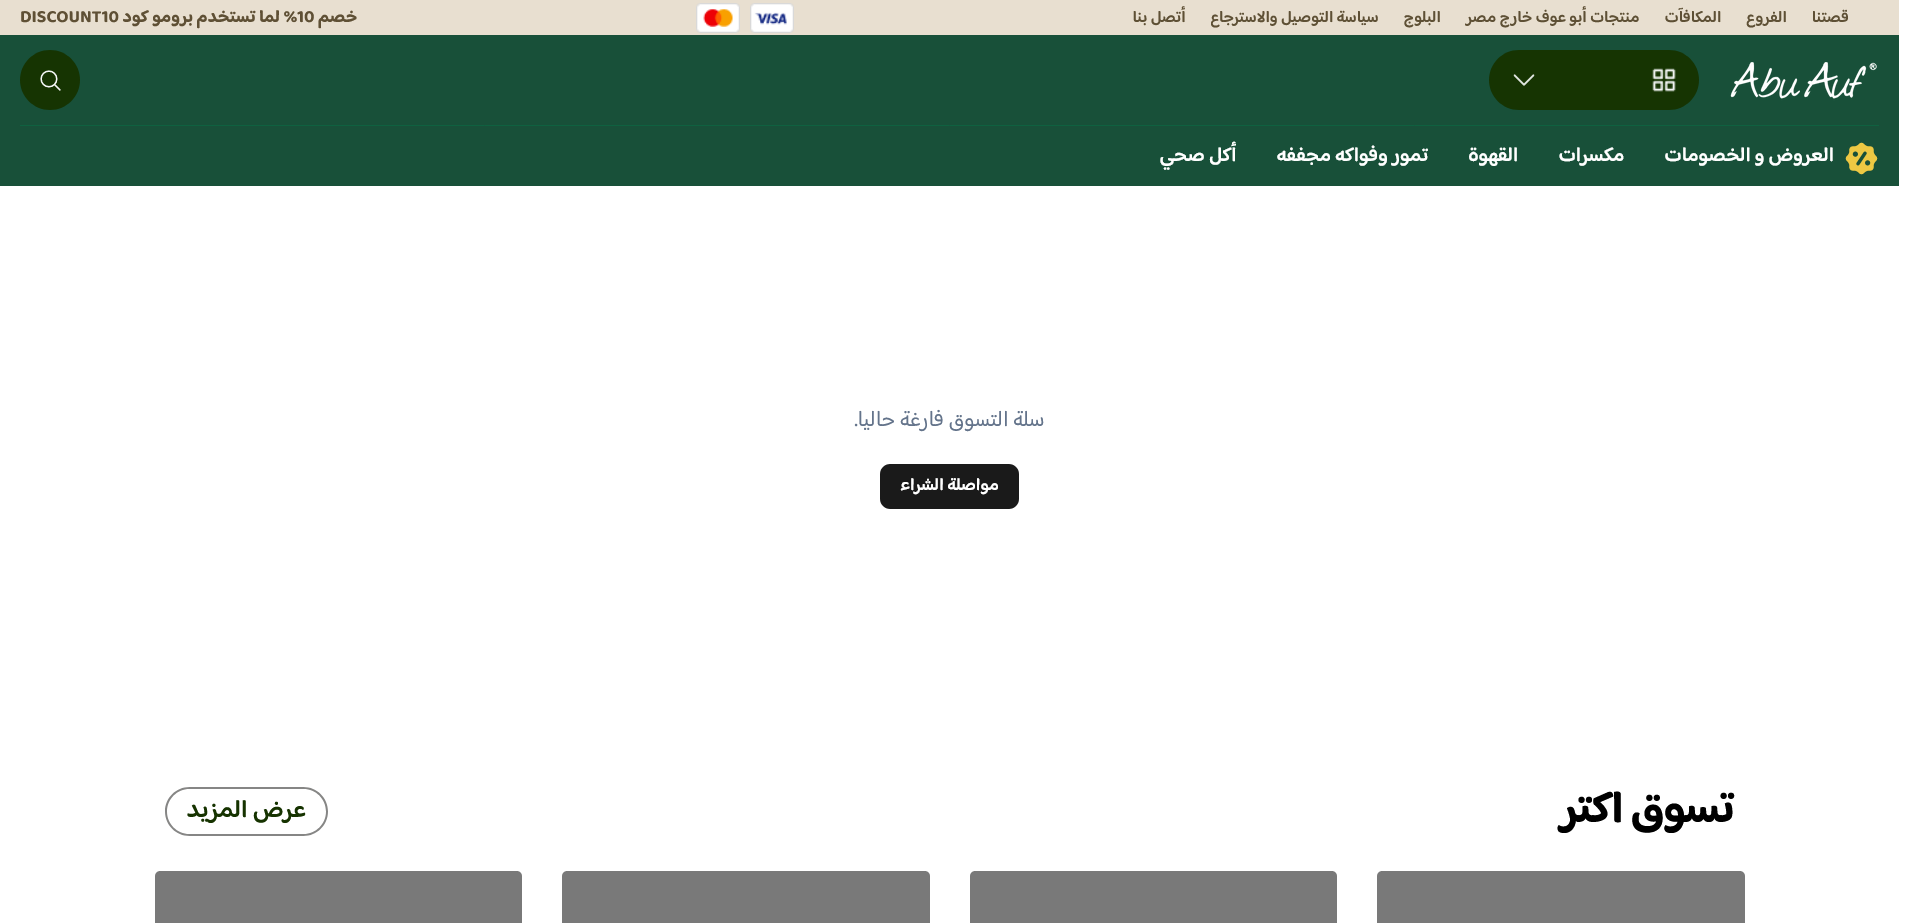 قصتنا الفروع المكافآت منتجات أبو عوف خارج مصر البلوج سياسة التوصيل والاسترجاع أتصل بنا
VISA
خصم 10% لما تستخدم برومو كود DISCOUNT10
Abu Auf®
العروض و الخصومات مكسرات القهوة تمور وفواكه مجففه أكل صحي
سلة التسوق فارغة حاليا.
مواصلة الشراء
تسوق اكتر
عرض المزيد